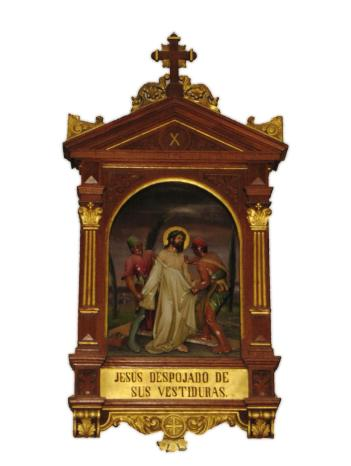 X
JESÚS DESPOJADO DE
SUS VESTIDURAS.